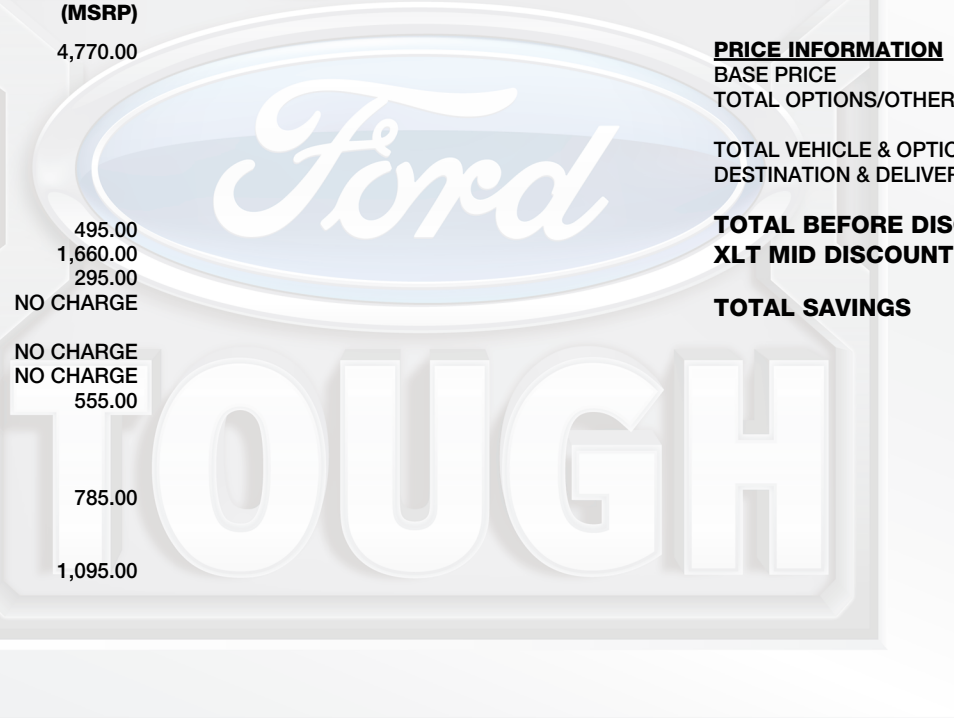 (MSRP)
4,770.00
495.00
1,660.00
295.00
NO CHARGE
NO CHARGE
NO CHARGE
555.00
785.00
1,095.00
PRICE INFORMATION
BASE PRICE
TOTAL OPTIONS/OTHER
TOTAL VEHICLE & OPTIO
DESTINATION & DELIVER
TOTAL BEFORE DISC
XLT MID DISCOUNT
TOTAL SAVINGS
Ford
TOUGH